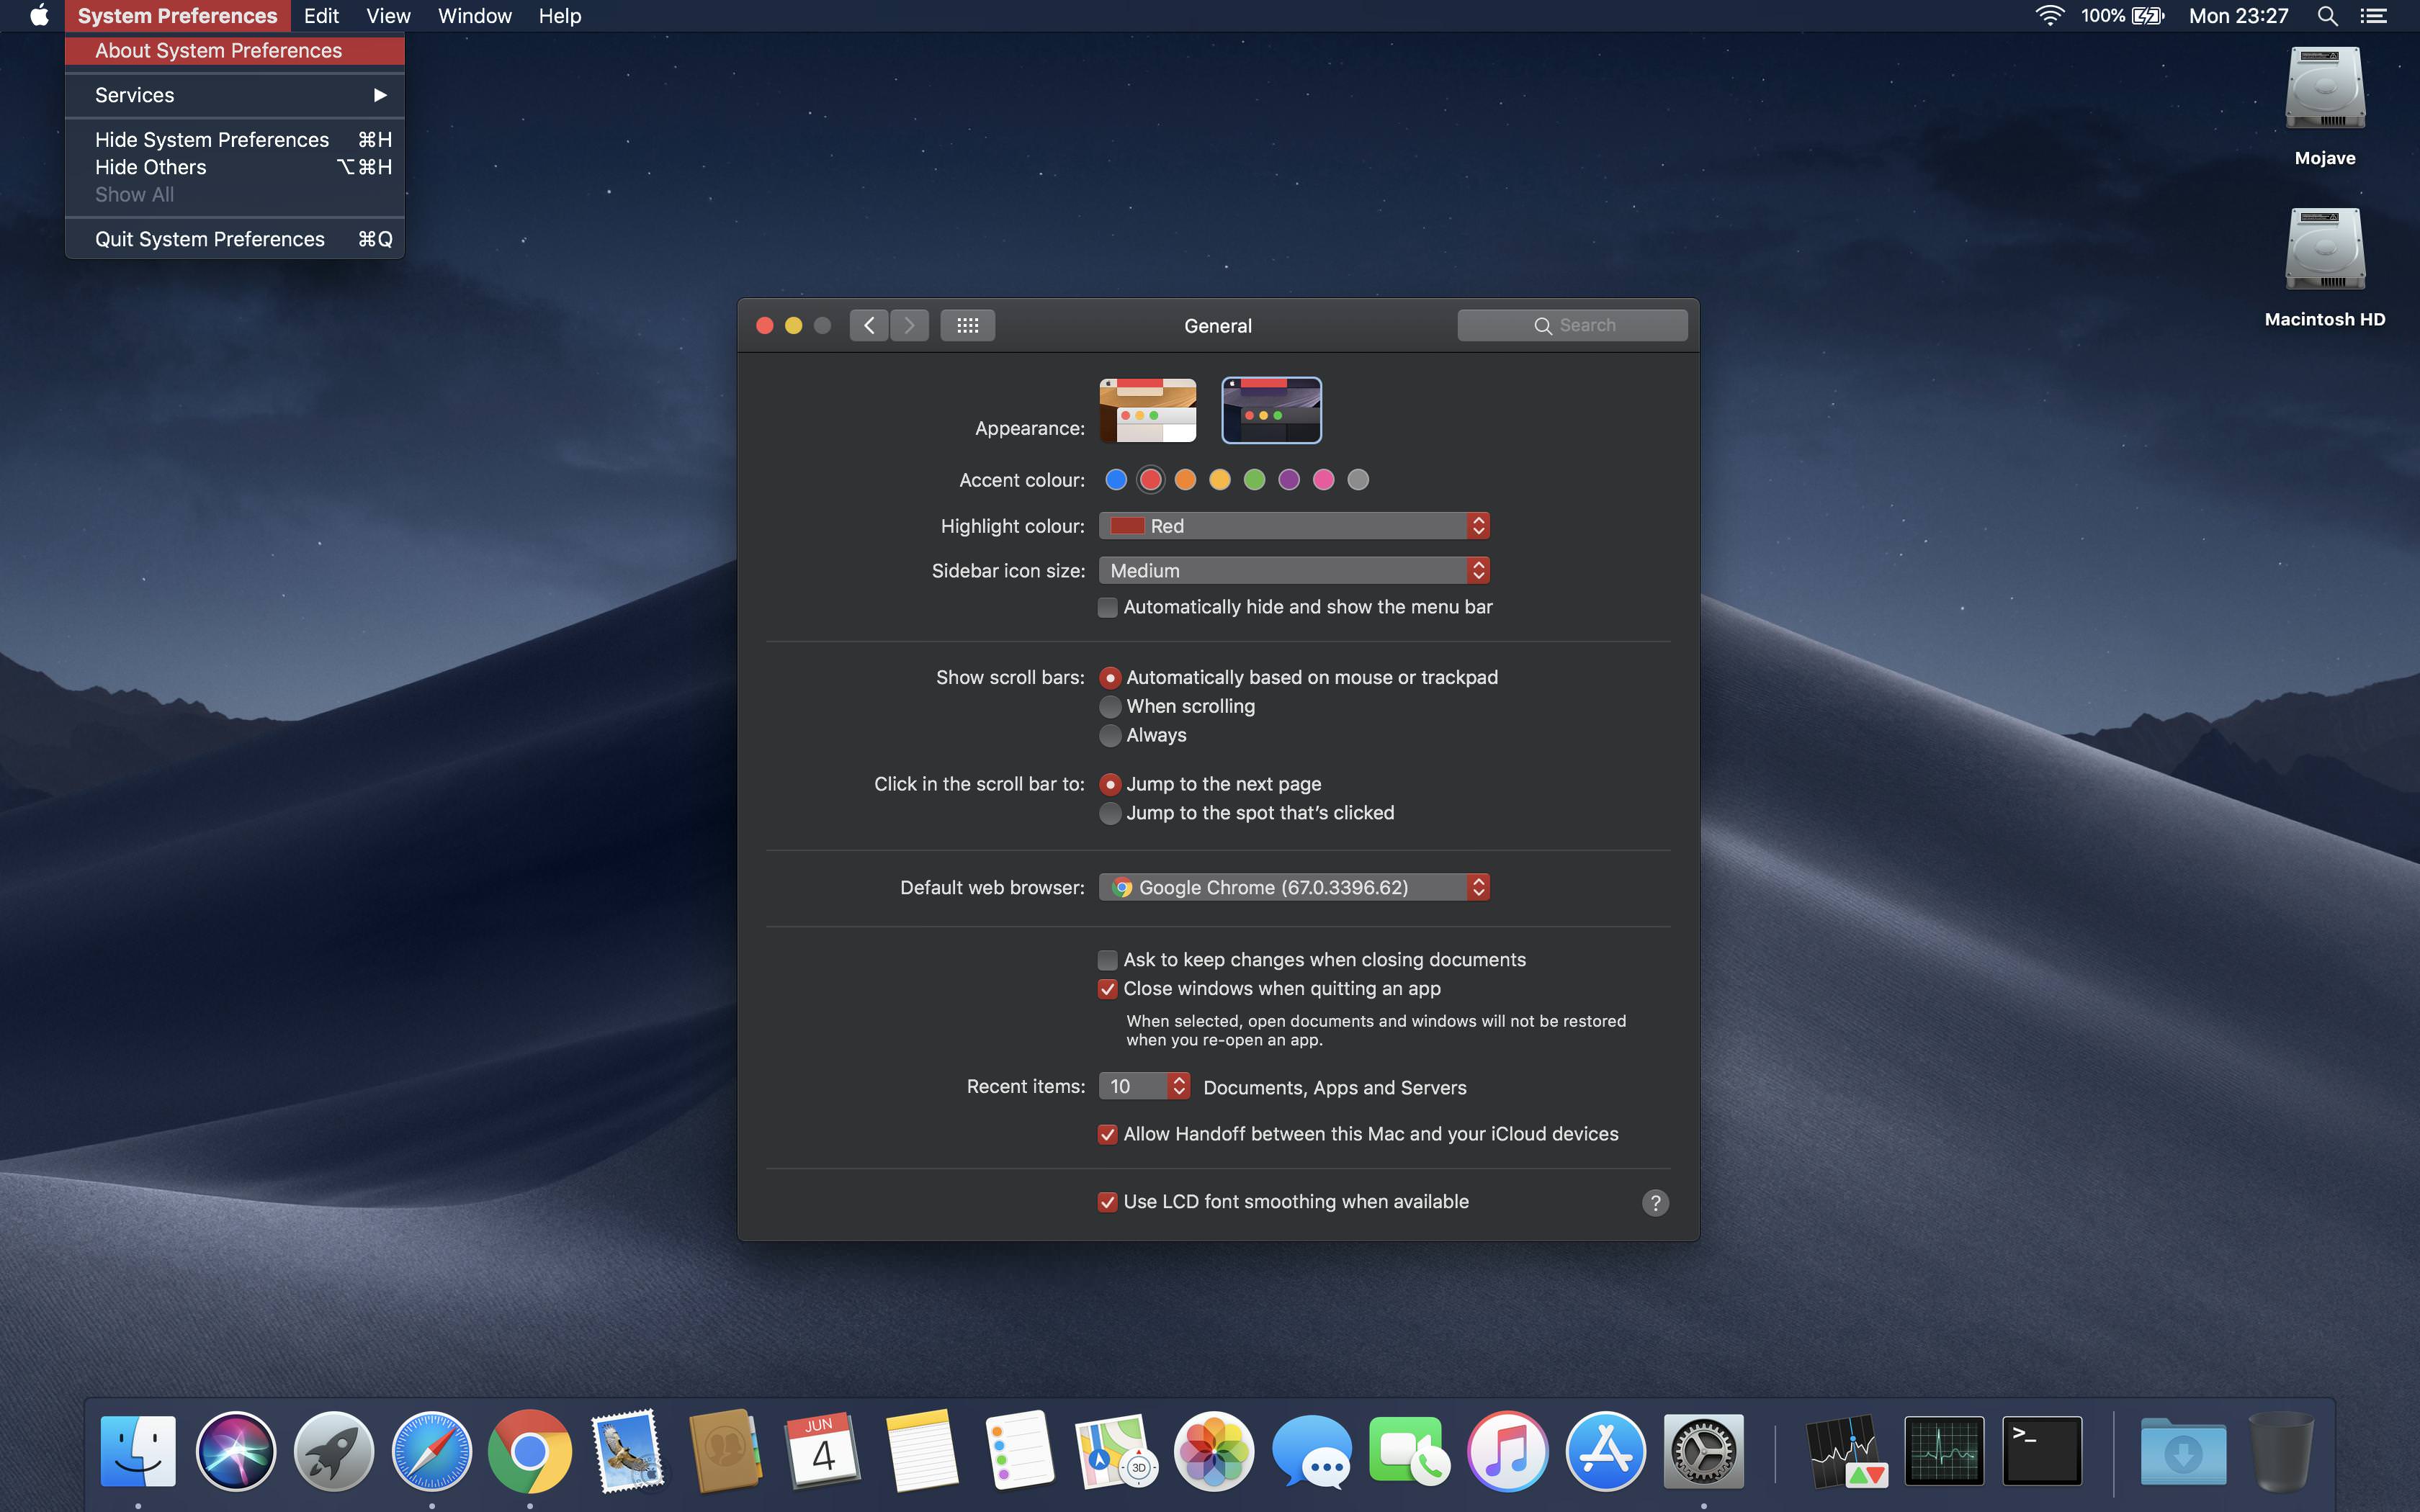 System Preferences Edit View Window Help 100% Mon 23:27
About System Preferences
Services
Hide System Preferences ⌘H
Hide Others ⌥⌘H
Show All
Quit System Preferences ⌘Q
Mojave
Macintosh HD
General Search
Appearance:
Accent colour:
Highlight colour: Red
Sidebar icon size: Medium
Automatically hide and show the menu bar
Show scroll bars: Automatically based on mouse or trackpad
When scrolling
Always
Click in the scroll bar to: Jump to the next page
Jump to the spot that’s clicked
Default web browser: Google Chrome (67.0.3396.62)
Ask to keep changes when closing documents
Close windows when quitting an app
When selected, open documents and windows will not be restored
when you re-open an app.
Recent items: 10 Documents, Apps and Servers
Allow Handoff between this Mac and your iCloud devices
Use LCD font smoothing when available ?
JUN
4
3D
>_